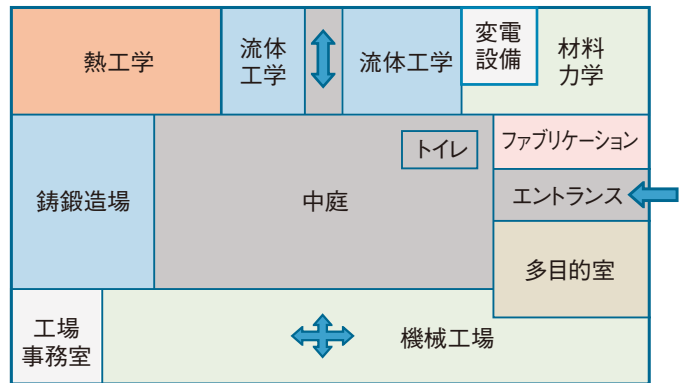 熱工学
流体
工学
流体工学
変電
設備
材料
力学
トイレ
ファブリケーション
鋳鍛造場
中庭
エントランス
多目的室
工場
事務室
機械工場